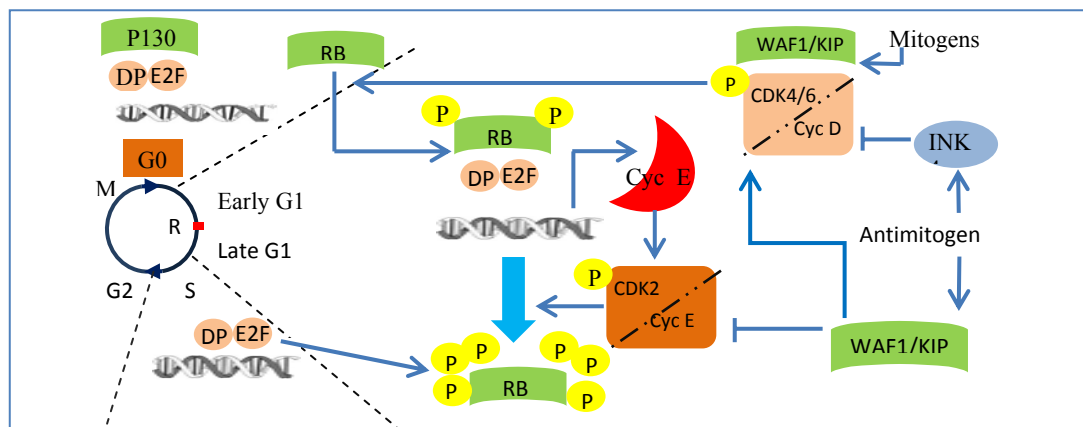 P130
DP E2F
G0
M
R
Early G1
Late G1
G2
S
DP E2F
RB
P
P
RB
DP E2F
Cyc E
P
CDK2
Cyc E
P
P
P
P
P
P
RB
WAF1/KIP
Mitogens
P
CDK4/6
Cyc D
INK
Antimitogen
WAF1/KIP